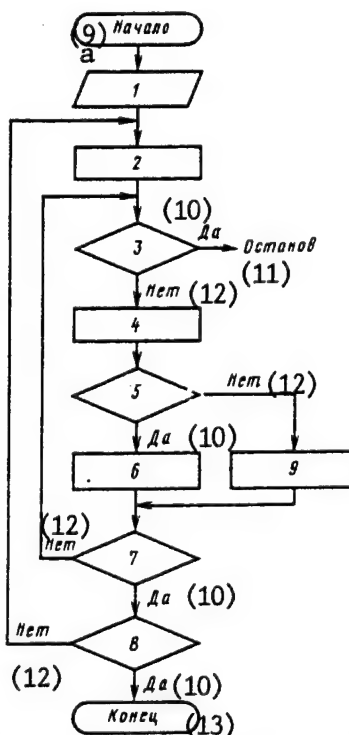 (9) Начало
a
1
2
(10)
3 Да Останов
(11)
Нет (12)
4
5 Нет (12)
Да (10)
6 9
(12)
Нет 7
Да (10)
Нет 8
(12) Да (10)
Конец (13)